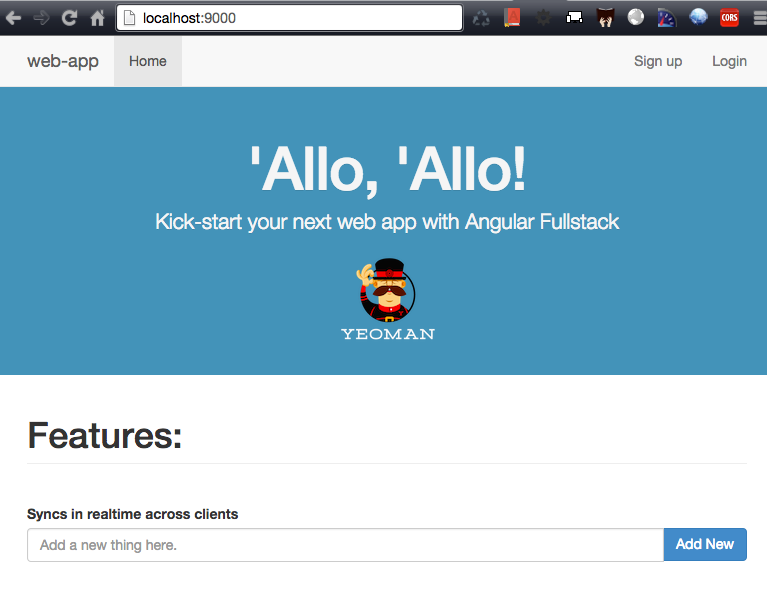 localhost:9000
CORS
web-app Home Sign up Login
'Allo, 'Allo!
Kick-start your next web app with Angular Fullstack
YEOMAN
Features:
Syncs in realtime across clients
Add a new thing here. Add New